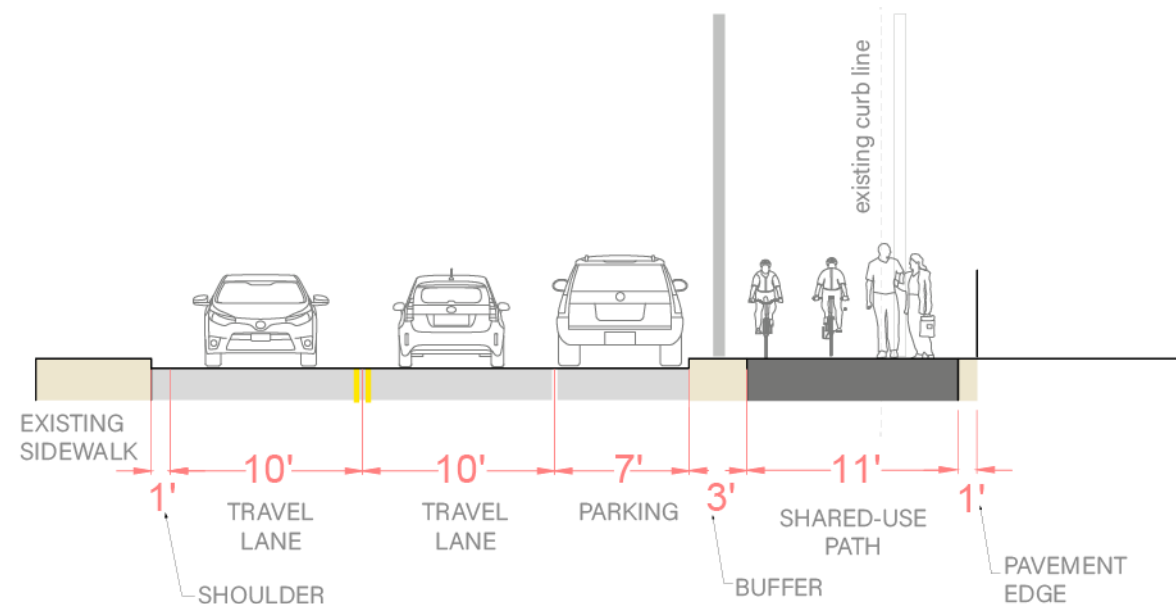 existing curb line
EXISTING
SIDEWALK
1'
10'
10'
7'
3'
11'
1'
SHOULDER
TRAVEL
LANE
TRAVEL
LANE
PARKING
BUFFER
SHARED-USE
PATH
PAVEMENT
EDGE